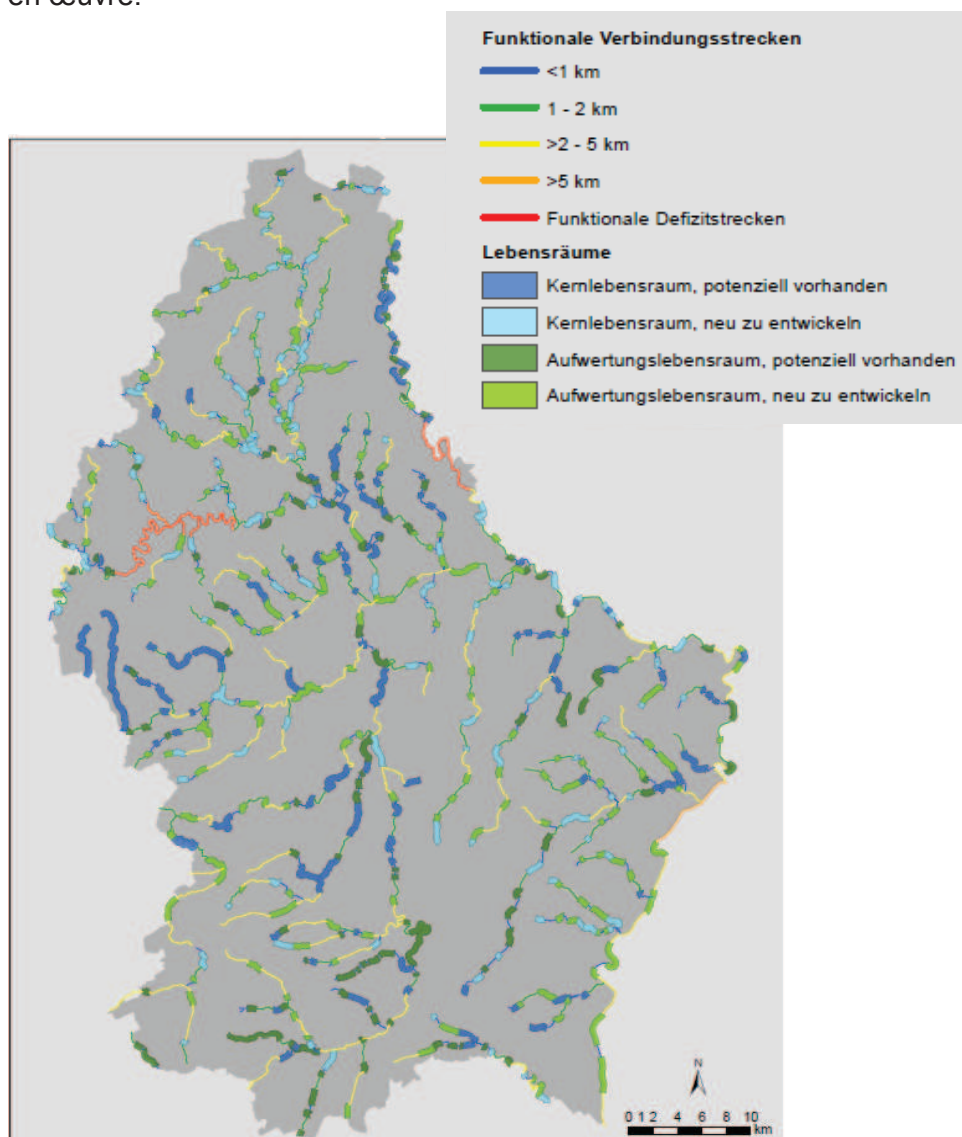 en œuvre.
Funktionale Verbindungsstrecken
<1 km
1 - 2 km
>2 - 5 km
>5 km
Funktionale Defizitstrecken
Lebensräume
Kernlebensraum, potenziell vorhanden
Kernlebensraum, neu zu entwickeln
Aufwertungslebensraum, potenziell vorhanden
Aufwertungslebensraum, neu zu entwickeln
N
0 1 2 4 6 8 10
km